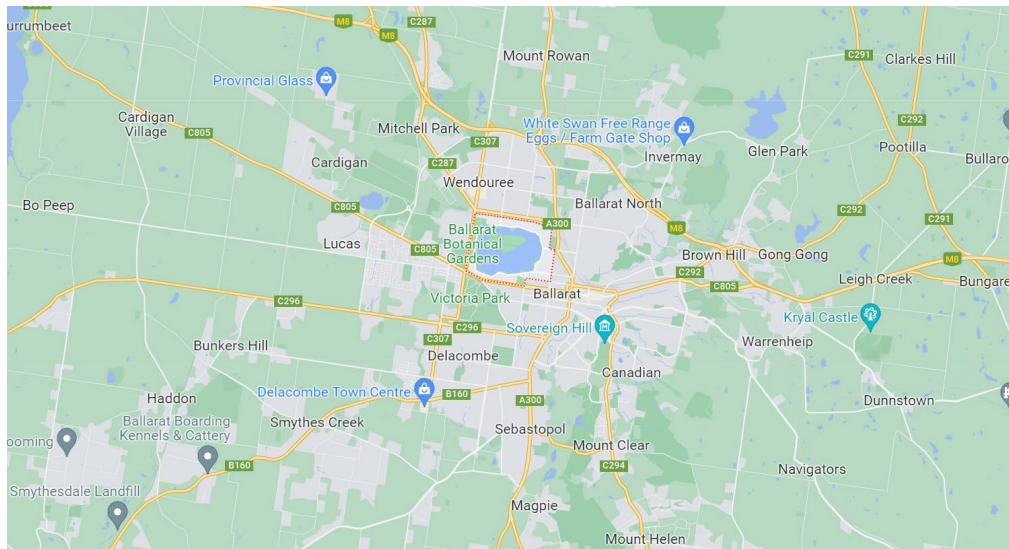 urrumbeet
M8
C287
M8
Mount Rowan
C291
Clarkes Hill
Provincial Glass
Cardigan
Village
C805
Mitchell Park
White Swan Free Range
Eggs / Farm Gate Shop
C292
C307
Invermay
Glen Park
Pootilla
Bullaro
Cardigan
C287
Wendouree
Bo Peep
C805
Ballarat North
C292
C291
A300
M8
Lucas
C805
Ballarat
Botanical
Gardens
Brown Hill
Gong Gong
M8
C292
C805
Leigh Creek
Bungare
C296
Victoria Park
Ballarat
Sovereign Hill
Kryal Castle
C296
C307
Bunkers Hill
Delacombe
Warrenheip
Canadian
Delacombe Town Centre
B160
A300
Haddon
Dunnstown
Ballarat Boarding
Kennels & Cattery
Smythes Creek
Sebastopol
ooming
Mount Clear
B160
C294
Navigators
Smythesdale Landfill
Magpie
Mount Helen